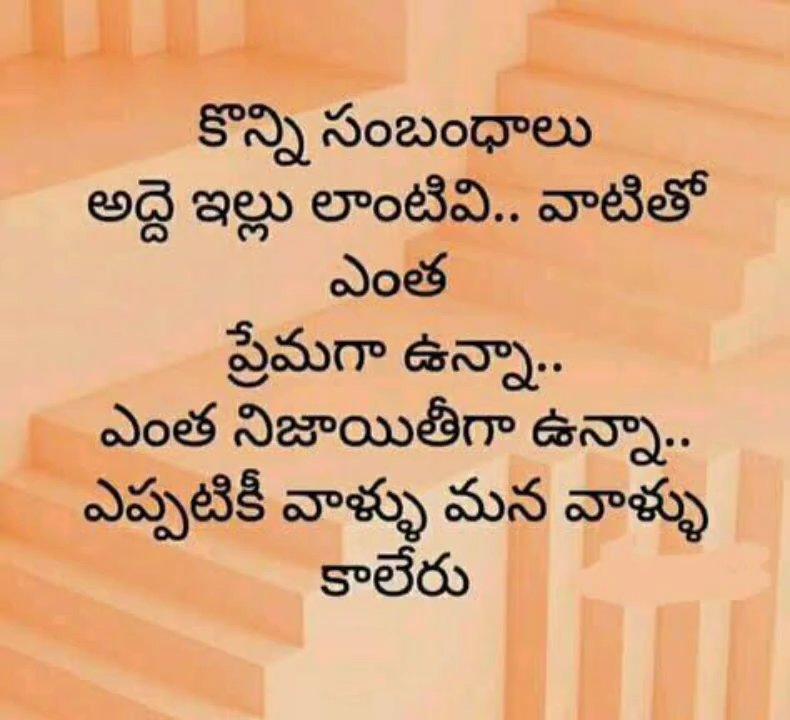 కొన్ని సంబంధాలు
అద్దె ఇల్లు లాంటివి.. వాటితో
ఎంత
ప్రేమగా ఉన్నా..
ఎంత నిజాయితీగా ఉన్నా..
ఎప్పటికీ వాళ్ళు మన వాళ్ళు
కాలేరు